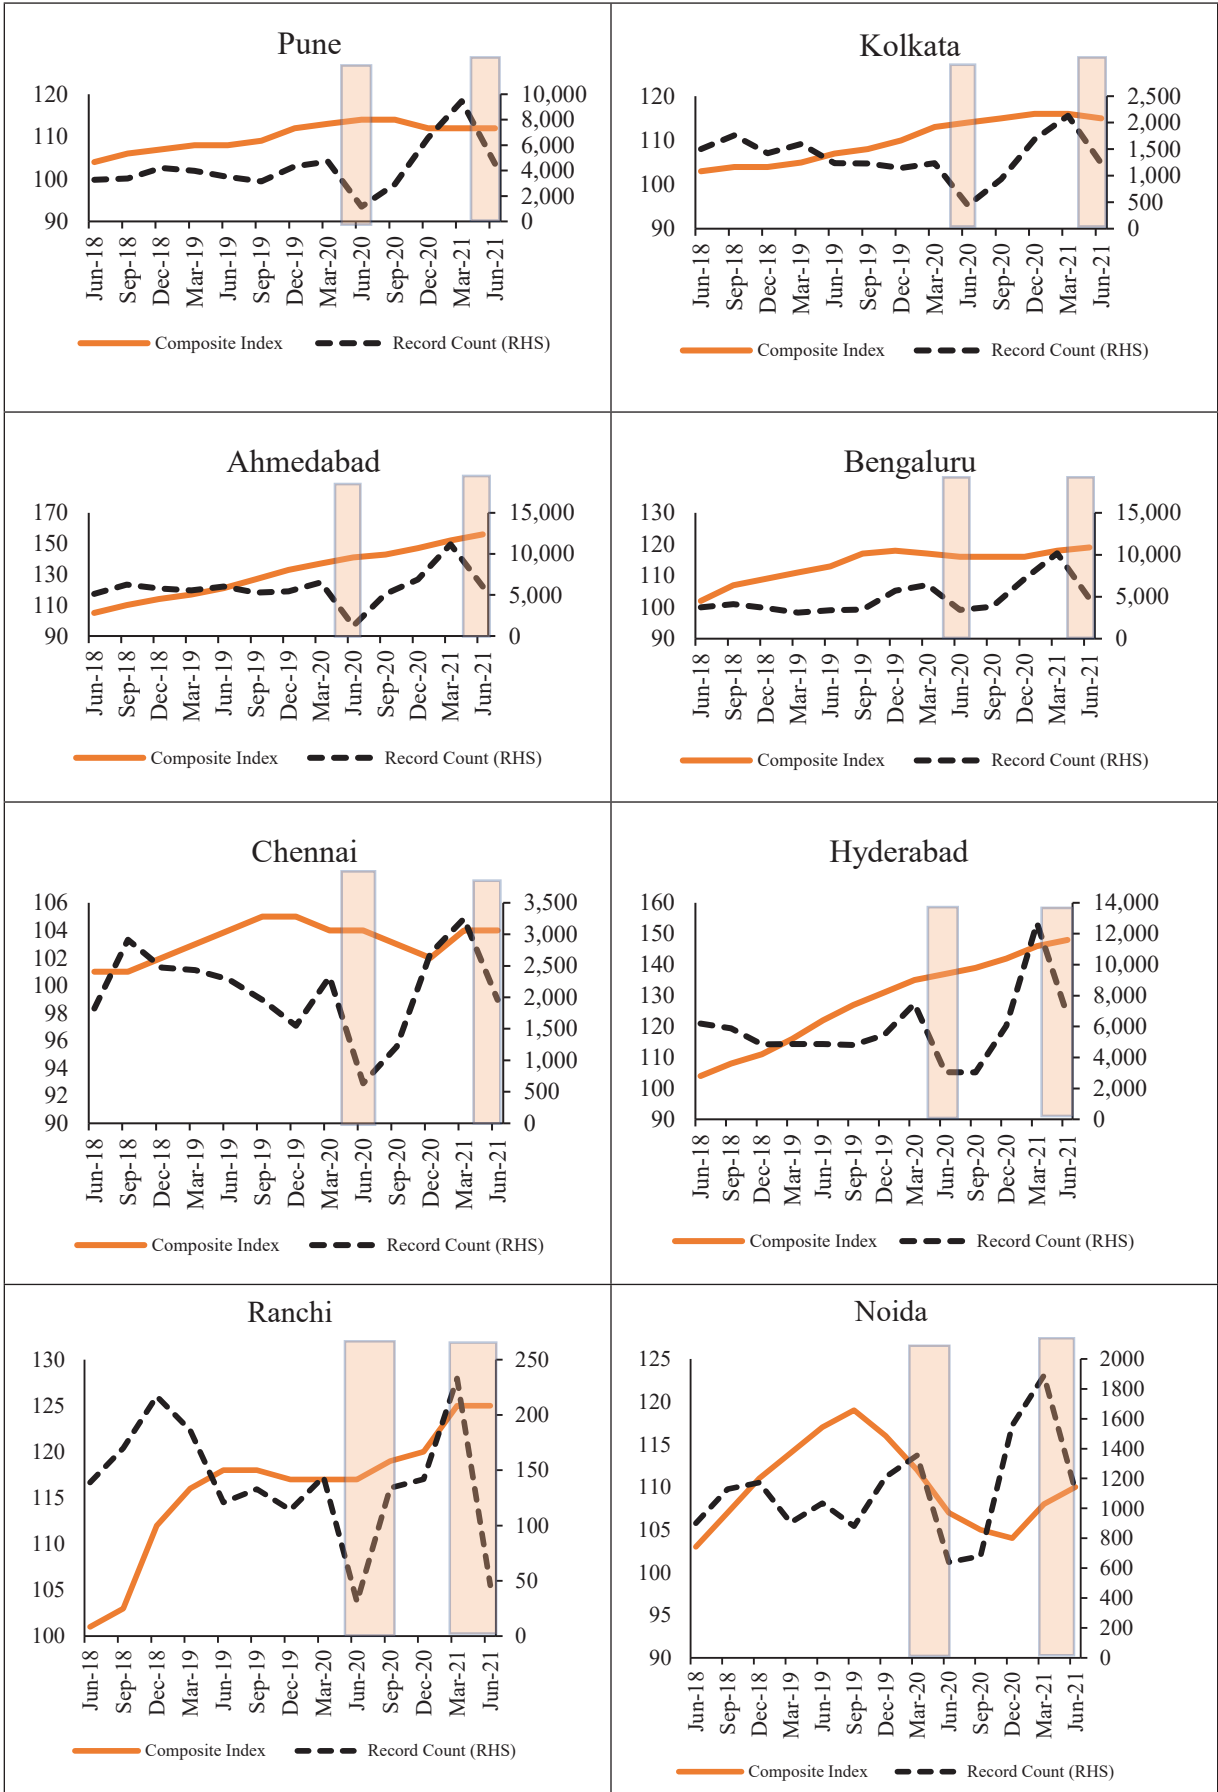 Pune
120
110
100
90
10,000
8,000
6,000
4,000
2,000
0
Jun-18
Sep-18
Dec-18
Mar-19
Jun-19
Sep-19
Dec-19
Mar-20
Jun-20
Sep-20
Dec-20
Mar-21
Jun-21
Composite Index
Record Count (RHS)
Kolkata
120
110
100
90
2,500
2,000
1,500
1,000
500
0
Jun-18
Sep-18
Dec-18
Mar-19
Jun-19
Sep-19
Dec-19
Mar-20
Jun-20
Sep-20
Dec-20
Mar-21
Jun-21
Composite Index
Record Count (RHS)
Ahmedabad
170
150
130
110
90
15,000
10,000
5,000
0
Jun-18
Sep-18
Dec-18
Mar-19
Jun-19
Sep-19
Dec-19
Mar-20
Jun-20
Sep-20
Dec-20
Mar-21
Jun-21
Composite Index
Record Count (RHS)
Bengaluru
130
120
110
100
90
15,000
10,000
5,000
0
Jun-18
Sep-18
Dec-18
Mar-19
Jun-19
Sep-19
Dec-19
Mar-20
Jun-20
Sep-20
Dec-20
Mar-21
Jun-21
Composite Index
Record Count (RHS)
Chennai
106
104
102
100
98
96
94
92
90
3,500
3,000
2,500
2,000
1,500
1,000
500
0
Jun-18
Sep-18
Dec-18
Mar-19
Jun-19
Sep-19
Dec-19
Mar-20
Jun-20
Sep-20
Dec-20
Mar-21
Jun-21
Composite Index
Record Count (RHS)
Hyderabad
160
150
140
130
120
110
100
90
14,000
12,000
10,000
8,000
6,000
4,000
2,000
0
Jun-18
Sep-18
Dec-18
Mar-19
Jun-19
Sep-19
Dec-19
Mar-20
Jun-20
Sep-20
Dec-20
Mar-21
Jun-21
Composite Index
Record Count (RHS)
Ranchi
130
125
120
115
110
105
100
250
200
150
100
50
0
Jun-18
Sep-18
Dec-18
Mar-19
Jun-19
Sep-19
Dec-19
Mar-20
Jun-20
Sep-20
Dec-20
Mar-21
Jun-21
Composite Index
Record Count (RHS)
Noida
125
120
115
110
105
100
95
90
2000
1800
1600
1400
1200
1000
800
600
400
200
0
Jun-18
Sep-18
Dec-18
Mar-19
Jun-19
Sep-19
Dec-19
Mar-20
Jun-20
Sep-20
Dec-20
Mar-21
Jun-21
Composite Index
Record Count (RHS)